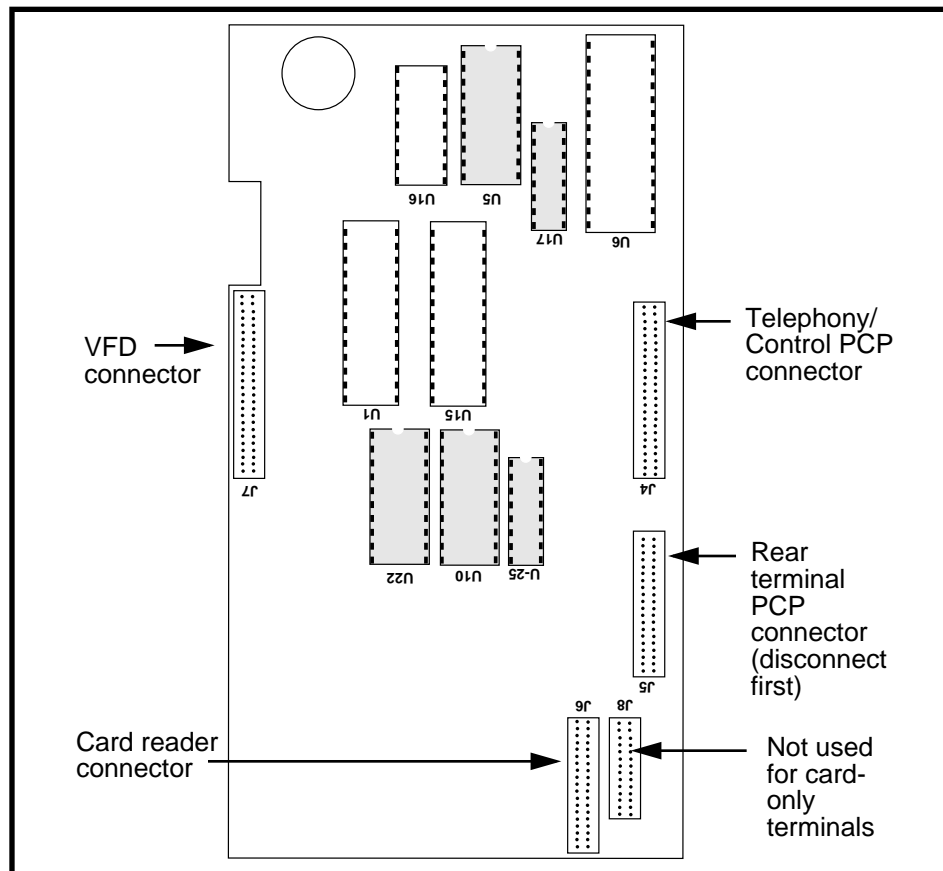 U16
U5
U17
U6
U1
U15
VFD
connector
Telephony/
Control PCP
connector
J7
J4
U22
U10
U-25
Rear
terminal
PCP
connector
(disconnect
first)
J5
J6
J8
Card reader
connector
Not used
for card-
only
terminals